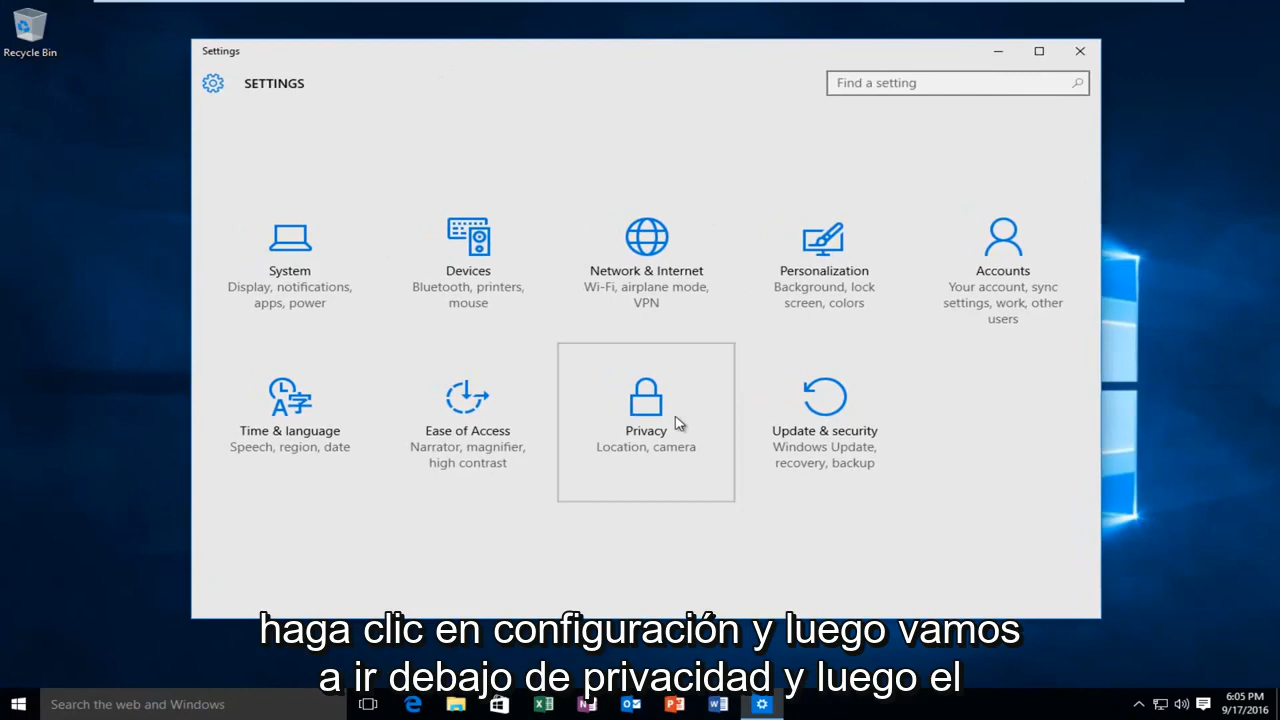 Recycle Bin
Settings
SETTINGS
Find a setting
System
Display, notifications,
apps, power
Devices
Bluetooth, printers,
mouse
Network & Internet
Wi-Fi, airplane mode,
VPN
Personalization
Background, lock
screen, colors
Accounts
Your account, sync
settings, work, other
users
Time & language
Speech, region, date
Ease of Access
Narrator, magnifier,
high contrast
Privacy
Location, camera
Update & security
Windows Update,
recovery, backup
haga clic en configuración y luego vamos
a ir debajo de privacidad y luego el
Search the web and Windows
6:05 PM
9/17/2016